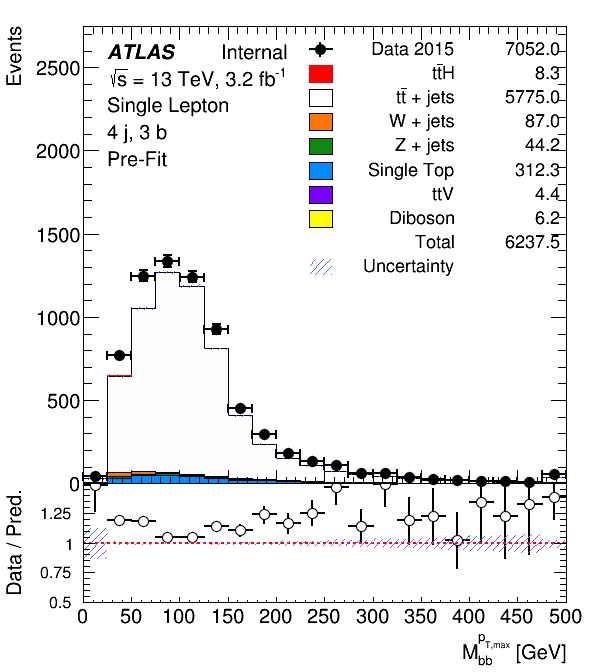 Events
2500
2000
1500
1000
500
0
ATLAS Internal
√s = 13 TeV, 3.2 fb⁻¹
Single Lepton
4 j, 3 b
Pre-Fit
Data 2015 7052.0
tt̄H 8.3
tt̄ + jets 5775.0
W + jets 87.0
Z + jets 44.2
Single Top 312.3
ttV 4.4
Diboson 6.2
Total 6237.5
Uncertainty
Data / Pred.
1.25
1
0.75
0.5
0 50 100 150 200 250 300 350 400 450 500
M_bb^{p_{T,max}} [GeV]